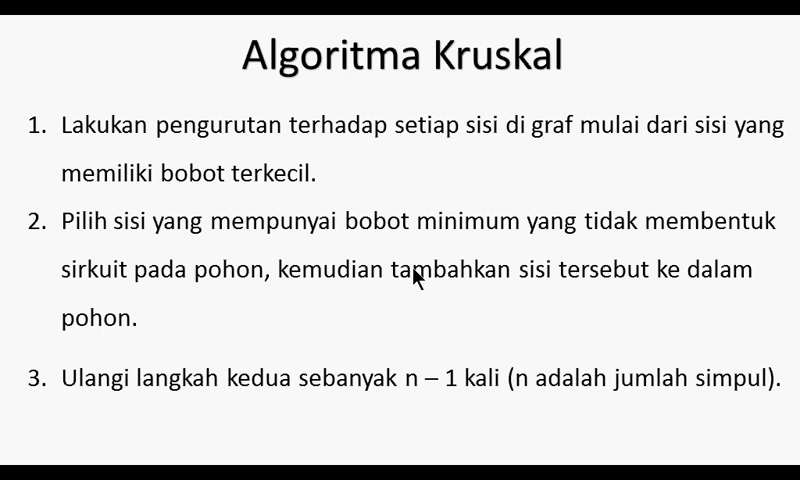 Algoritma Kruskal
1. Lakukan pengurutan terhadap setiap sisi di graf mulai dari sisi yang
memiliki bobot terkecil.
2. Pilih sisi yang mempunyai bobot minimum yang tidak membentuk
sirkuit pada pohon, kemudian tambahkan sisi tersebut ke dalam
pohon.
3. Ulangi langkah kedua sebanyak n – 1 kali (n adalah jumlah simpul).